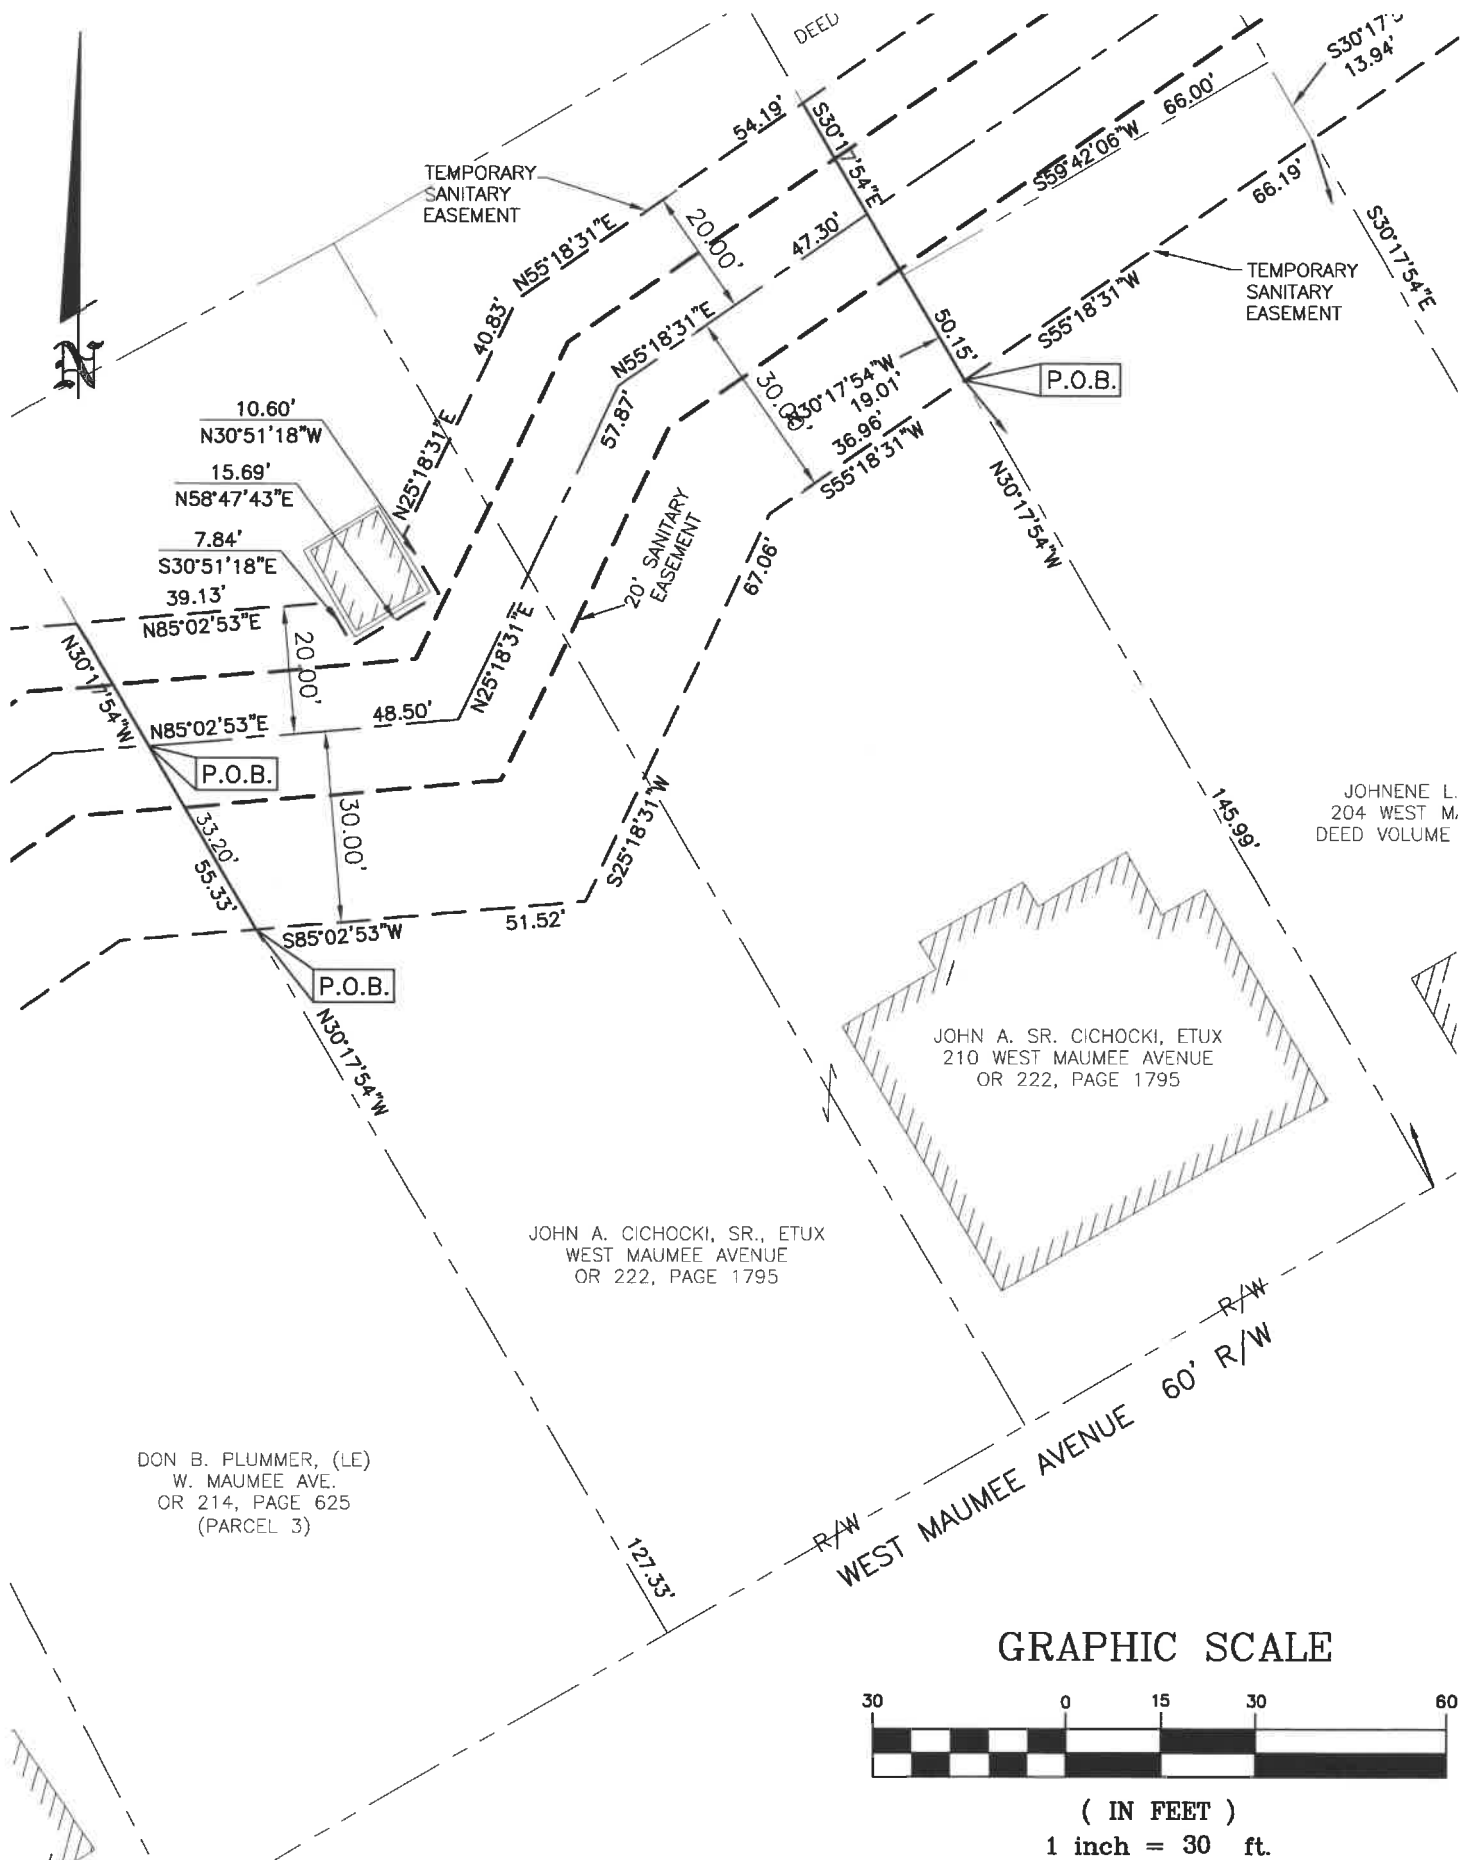 DEED
S30°17'5
13.94'
54.19'
S30°17'54"E
66.00'
S59°42'06"W
66.19'
TEMPORARY
SANITARY
EASEMENT
20.00'
47.30'
N55°18'31"E
S30°17'54"E
TEMPORARY
SANITARY
EASEMENT
S55°18'31"W
40.83'
N55°18'31"E
50.15'
P.O.B.
N30°17'54"W
19.01'
30.00'
36.96'
S55°18'31"W
57.87'
10.60'
N30°51'18"W
N25°18'31"E
15.69'
N58°47'43"E
N30°17'54"W
20' SANITARY
EASEMENT
7.84'
S30°51'18"E
67.06'
39.13'
N85°02'53"E
N25°18'31"E
20.00'
N30°17'54"W
48.50'
N85°02'53"E
P.O.B.
JOHNENE L.
204 WEST MA
DEED VOLUME
145.99'
33.20'
30.00'
S25°18'31"W
55.33'
51.52'
S85°02'53"W
P.O.B.
N30°17'54"W
JOHN A. SR. CICHOCKI, ETUX
210 WEST MAUMEE AVENUE
OR 222, PAGE 1795
JOHN A. CICHOCKI, SR., ETUX
WEST MAUMEE AVENUE
OR 222, PAGE 1795
R/W
WEST MAUMEE AVENUE 60' R/W
R/W
DON B. PLUMMER, (LE)
W. MAUMEE AVE.
OR 214, PAGE 625
(PARCEL 3)
127.33'
GRAPHIC SCALE
30 0 15 30 60
( IN FEET )
1 inch = 30 ft.
N